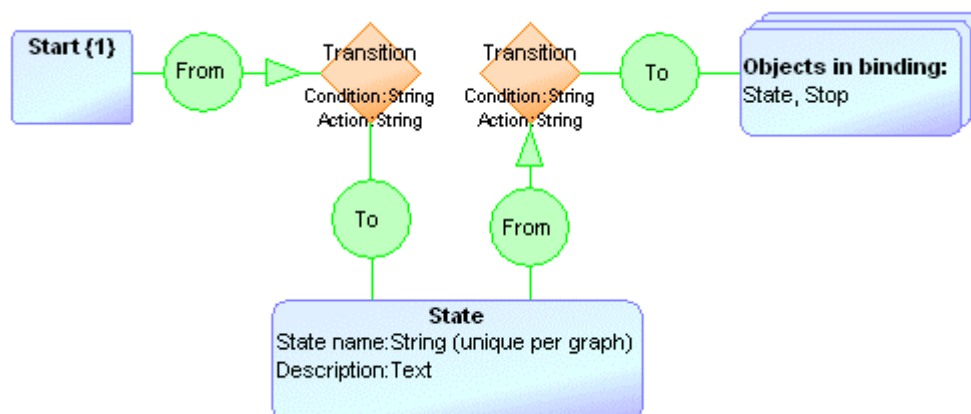 Start {1}
From
Transition
Condition:String
Action:String
Transition
Condition:String
Action:String
To
Objects in binding:
State, Stop
To
From
State
State name:String (unique per graph)
Description:Text